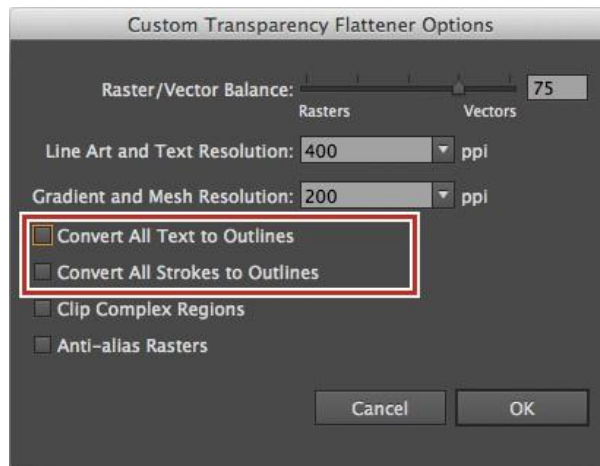 Custom Transparency Flattener Options
Raster/Vector Balance: 75
Rasters Vectors
Line Art and Text Resolution: 400 ppi
Gradient and Mesh Resolution: 200 ppi
Convert All Text to Outlines
Convert All Strokes to Outlines
Clip Complex Regions
Anti-alias Rasters
Cancel OK